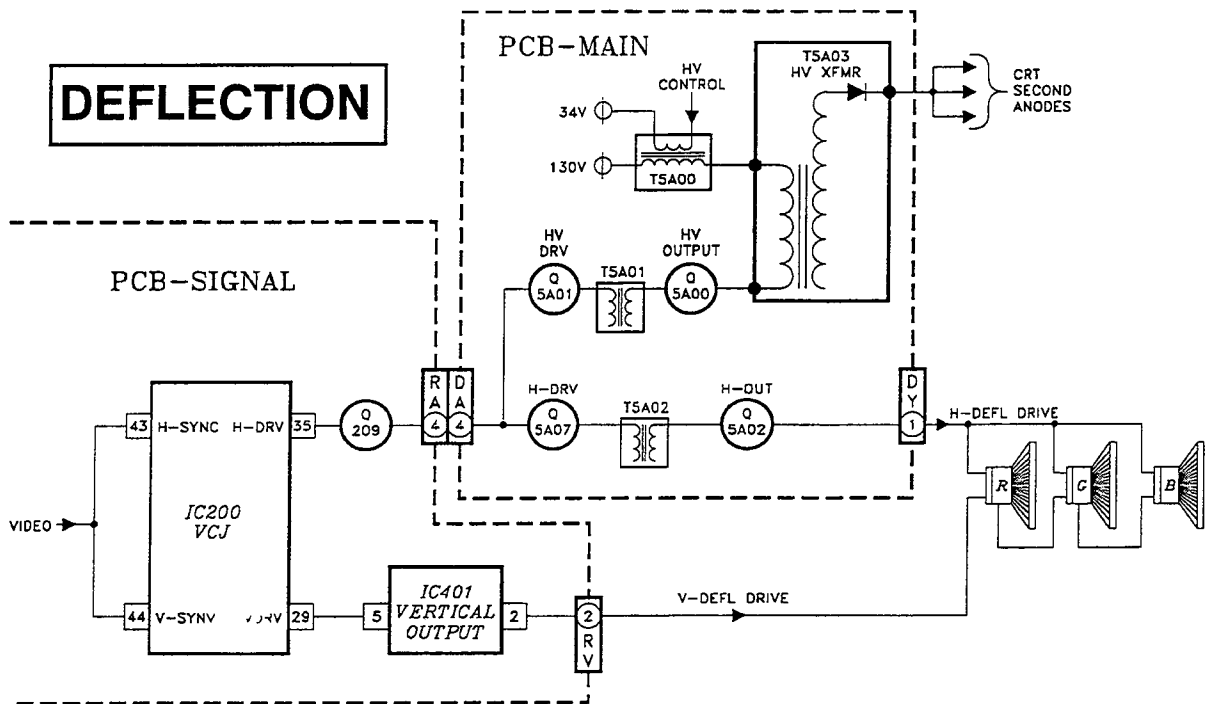 DEFLECTION
PCB-MAIN
HV
CONTROL
34V
130V
T5A00
T5A03
HV XFMR
CRT
SECOND
ANODES
HV
DRV
Q
5A01
T5A01
HV
OUTPUT
Q
5A00
PCB-SIGNAL
RA
4
DA
4
H-DRV
Q
5A07
T5A02
H-OUT
Q
5A02
DY
1
H-DEFL DRIVE
R
G
B
VIDEO
43
H-SYNC
H-DRV
35
Q
209
IC200
VCJ
44
V-SYNV
29
5
IC401
VERTICAL
OUTPUT
2
2
RV
V-DEFL DRIVE